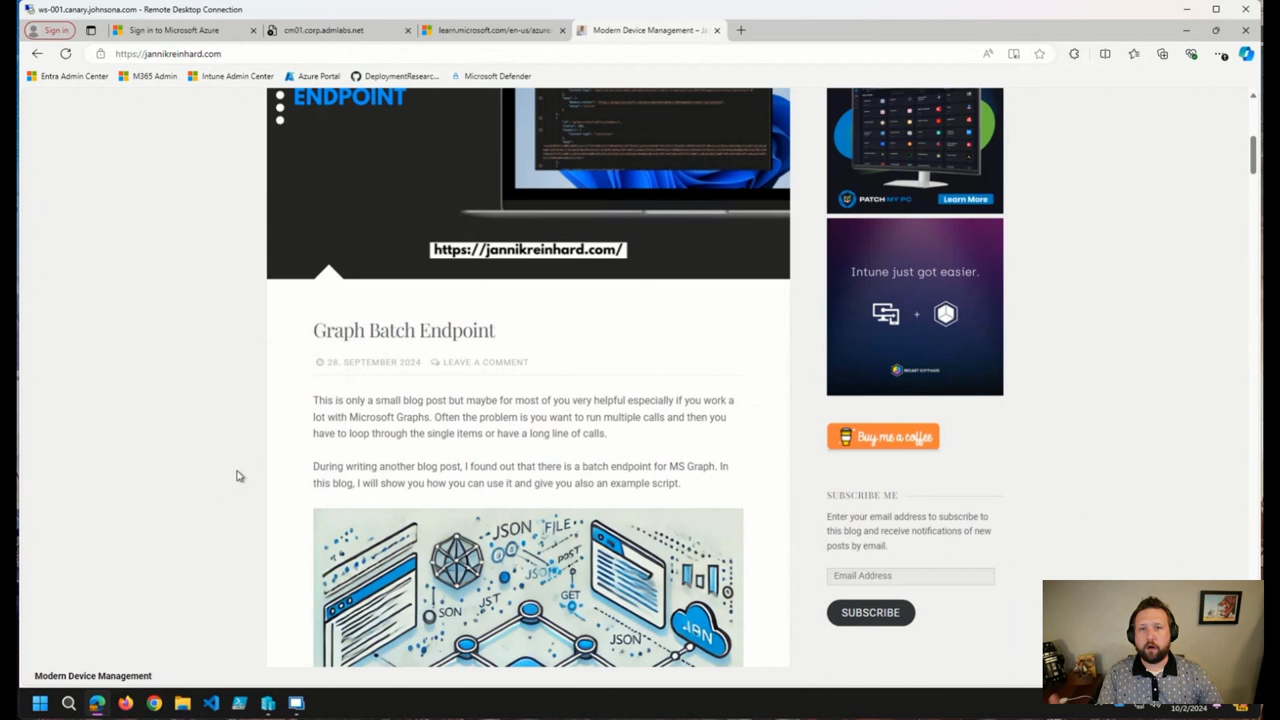 ws-001.canary.johnsona.com - Remote Desktop Connection
Sign in
Sign in to Microsoft Azure
cm01.corp.admlabs.net
learn.microsoft.com/en-us/azure
Modern Device Management – J
https://jannikreinhard.com
Entra Admin Center
M365 Admin
Intune Admin Center
Azure Portal
DeploymentResearc...
Microsoft Defender
ENDPOINT
https://jannikreinhard.com/
PATCH MY PC
Learn More
Intune just got easier.
RECAST SOFTWARE
Graph Batch Endpoint
26. SEPTEMBER 2024
LEAVE A COMMENT
This is only a small blog post but maybe for most of you very helpful especially if you work a
lot with Microsoft Graphs. Often the problem is you want to run multiple calls and then you
have to loop through the single items or have a long line of calls.
During writing another blog post, I found out that there is a batch endpoint for MS Graph. In
this blog, I will show you how you can use it and give you also an example script.
Buy me a coffee
SUBSCRIBE ME
Enter your email address to subscribe to
this blog and receive notifications of new
posts by email.
Email Address
SUBSCRIBE
JSON FILE
POST
GET
SON
JST
JSON
Modern Device Management
10/2/2024